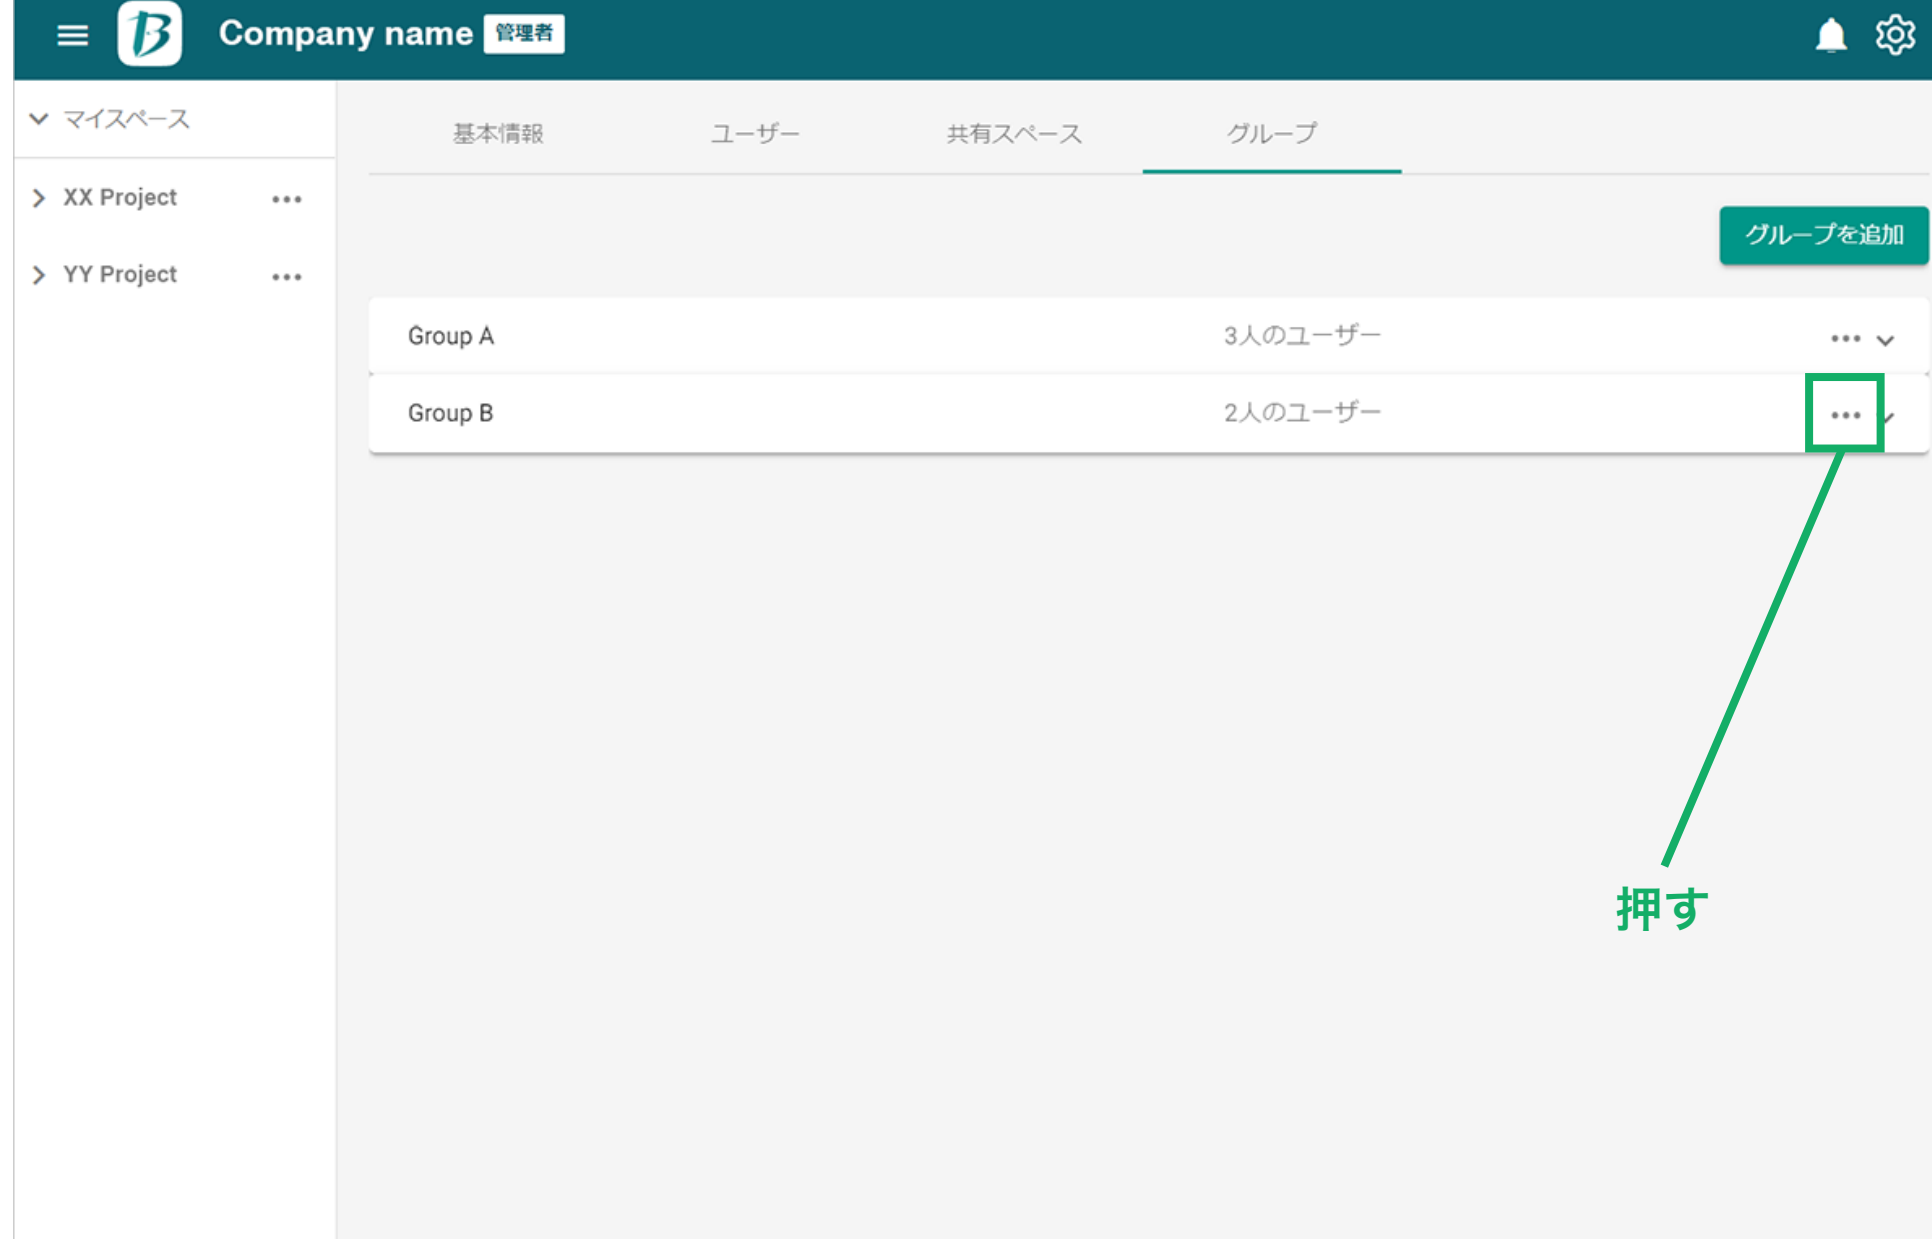 B
Company name 管理者
マイスペース
XX Project
YY Project
基本情報 ユーザー 共有スペース グループ
グループを追加
Group A 3人のユーザー
Group B 2人のユーザー
押す